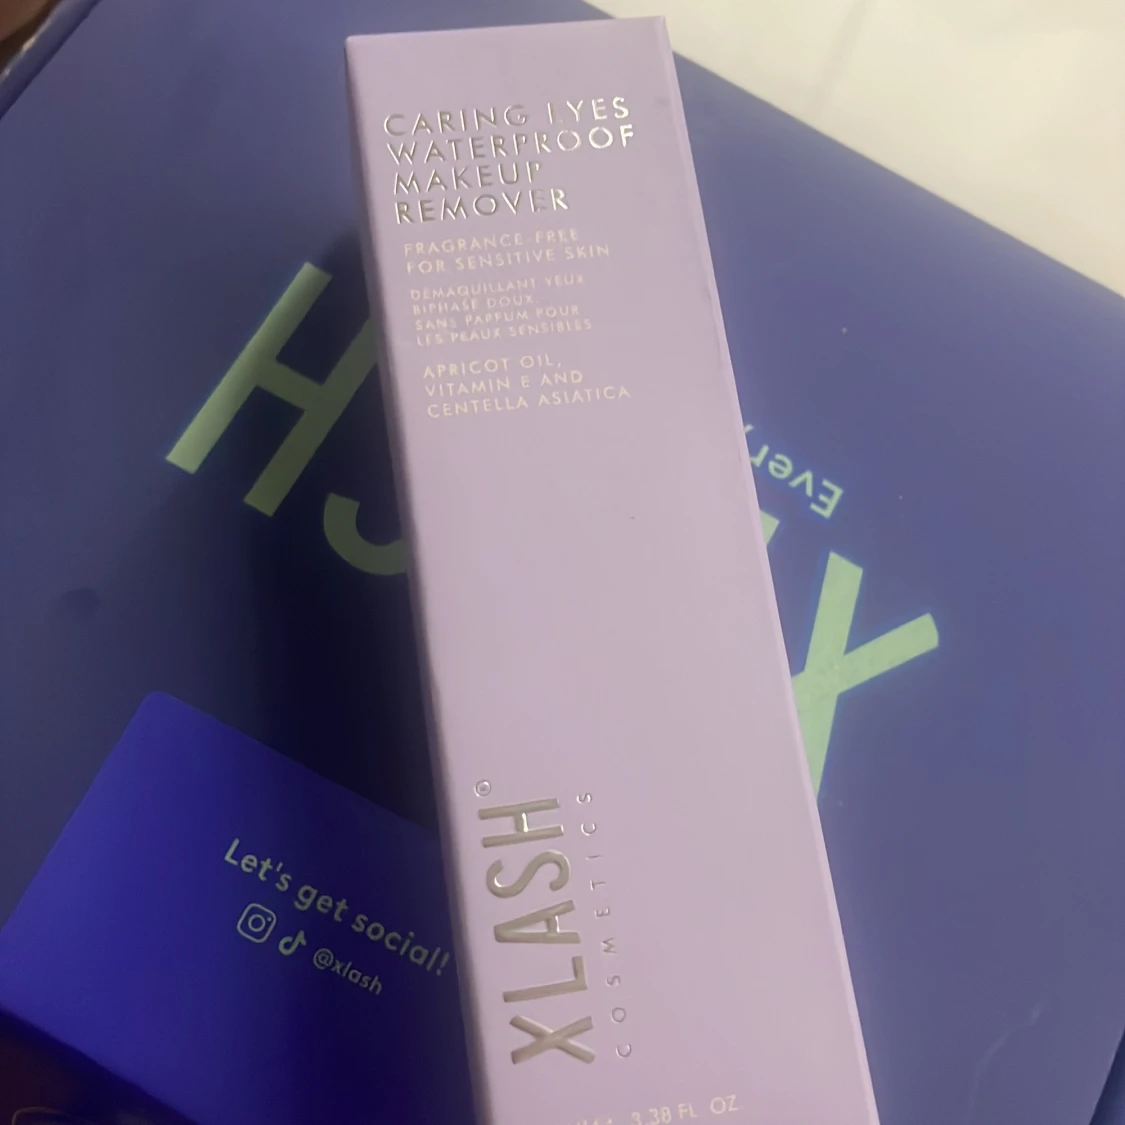 CARING EYES
WATERPROOF
MAKEUP
REMOVER
FRAGRANCE-FREE
FOR SENSITIVE SKIN
DÉMAQUILLANT YEUX
BIPHASE DOUX.
SANS PARFUM POUR
LES PEAUX SENSIBLES
APRICOT OIL,
VITAMIN E AND
CENTELLA ASIATICA
XLASH®
COSMETICS
3.38 FL OZ
Let's get social!
@xlash